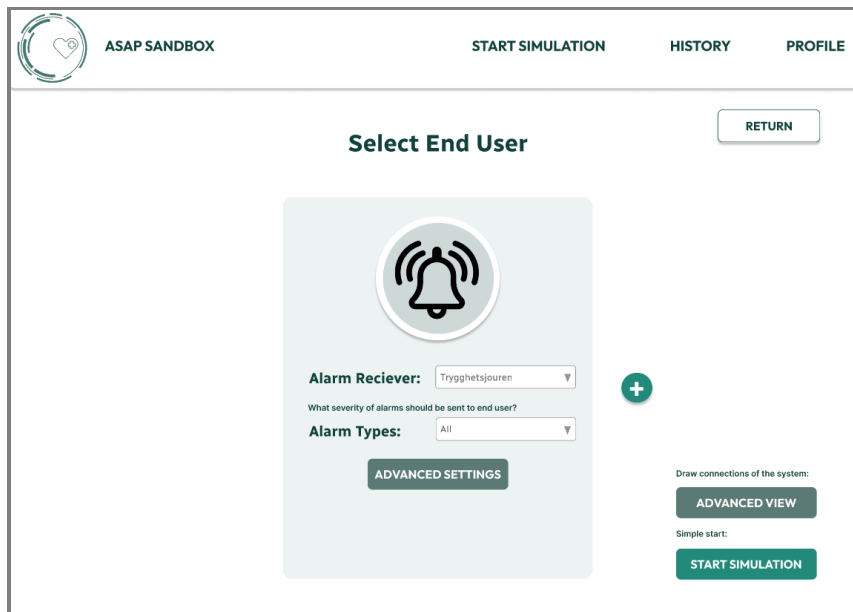 ASAP SANDBOX
START SIMULATION
HISTORY
PROFILE
RETURN
Select End User
Alarm Reciever:
Trygghetsjouren
What severity of alarms should be sent to end user?
Alarm Types:
All
ADVANCED SETTINGS
Draw connections of the system:
ADVANCED VIEW
Simple start:
START SIMULATION